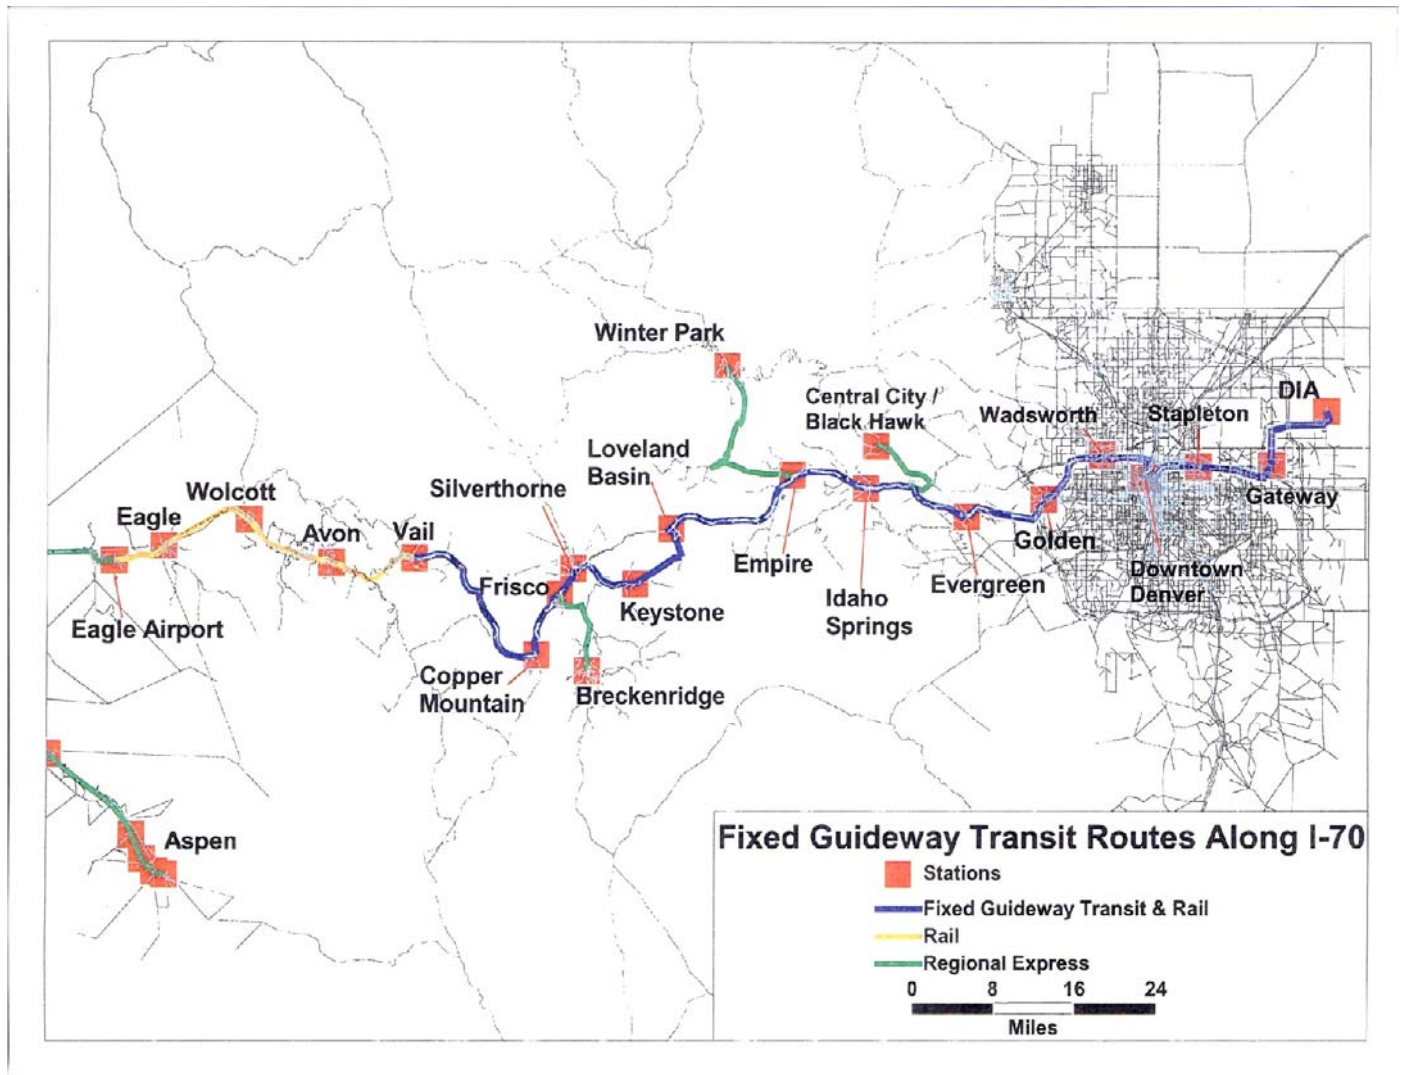 Winter Park
Central City /
Black Hawk
DIA
Wadsworth
Stapleton
Loveland
Basin
Silverthorne
Wolcott
Eagle
Avon
Vail
Gateway
Golden
Frisco
Empire
Downtown
Denver
Evergreen
Keystone
Idaho
Springs
Eagle Airport
Copper
Mountain
Breckenridge
Aspen
Fixed Guideway Transit Routes Along I-70
Stations
Fixed Guideway Transit & Rail
Rail
Regional Express
0 8 16 24
Miles